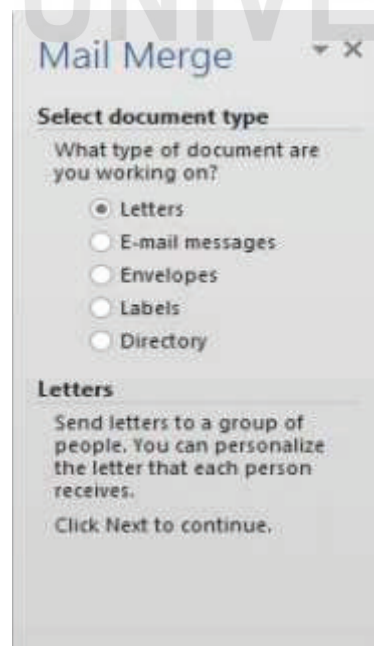 Mail Merge
Select document type
What type of document are
you working on?
Letters
E-mail messages
Envelopes
Labels
Directory
Letters
Send letters to a group of
people. You can personalize
the letter that each person
receives.
Click Next to continue.